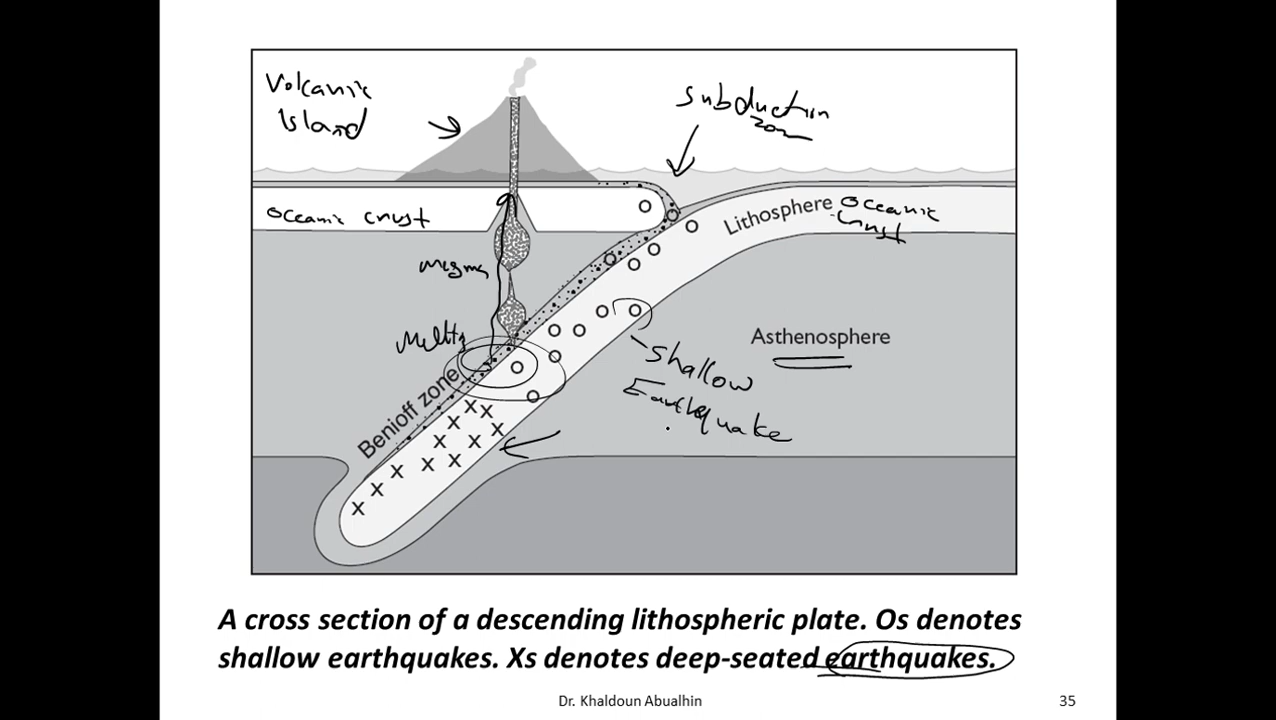 Volcanic
Island
subduction
zone
oceanic crust
Lithosphere oceanic
crust
magma
Melts
Asthenosphere
shallow
Earthquake
Benioff zone
x x x x x x x x x x x x
A cross section of a descending lithospheric plate. Os denotes
shallow earthquakes. Xs denotes deep-seated earthquakes.
Dr. Khaldoun Abualhin
35